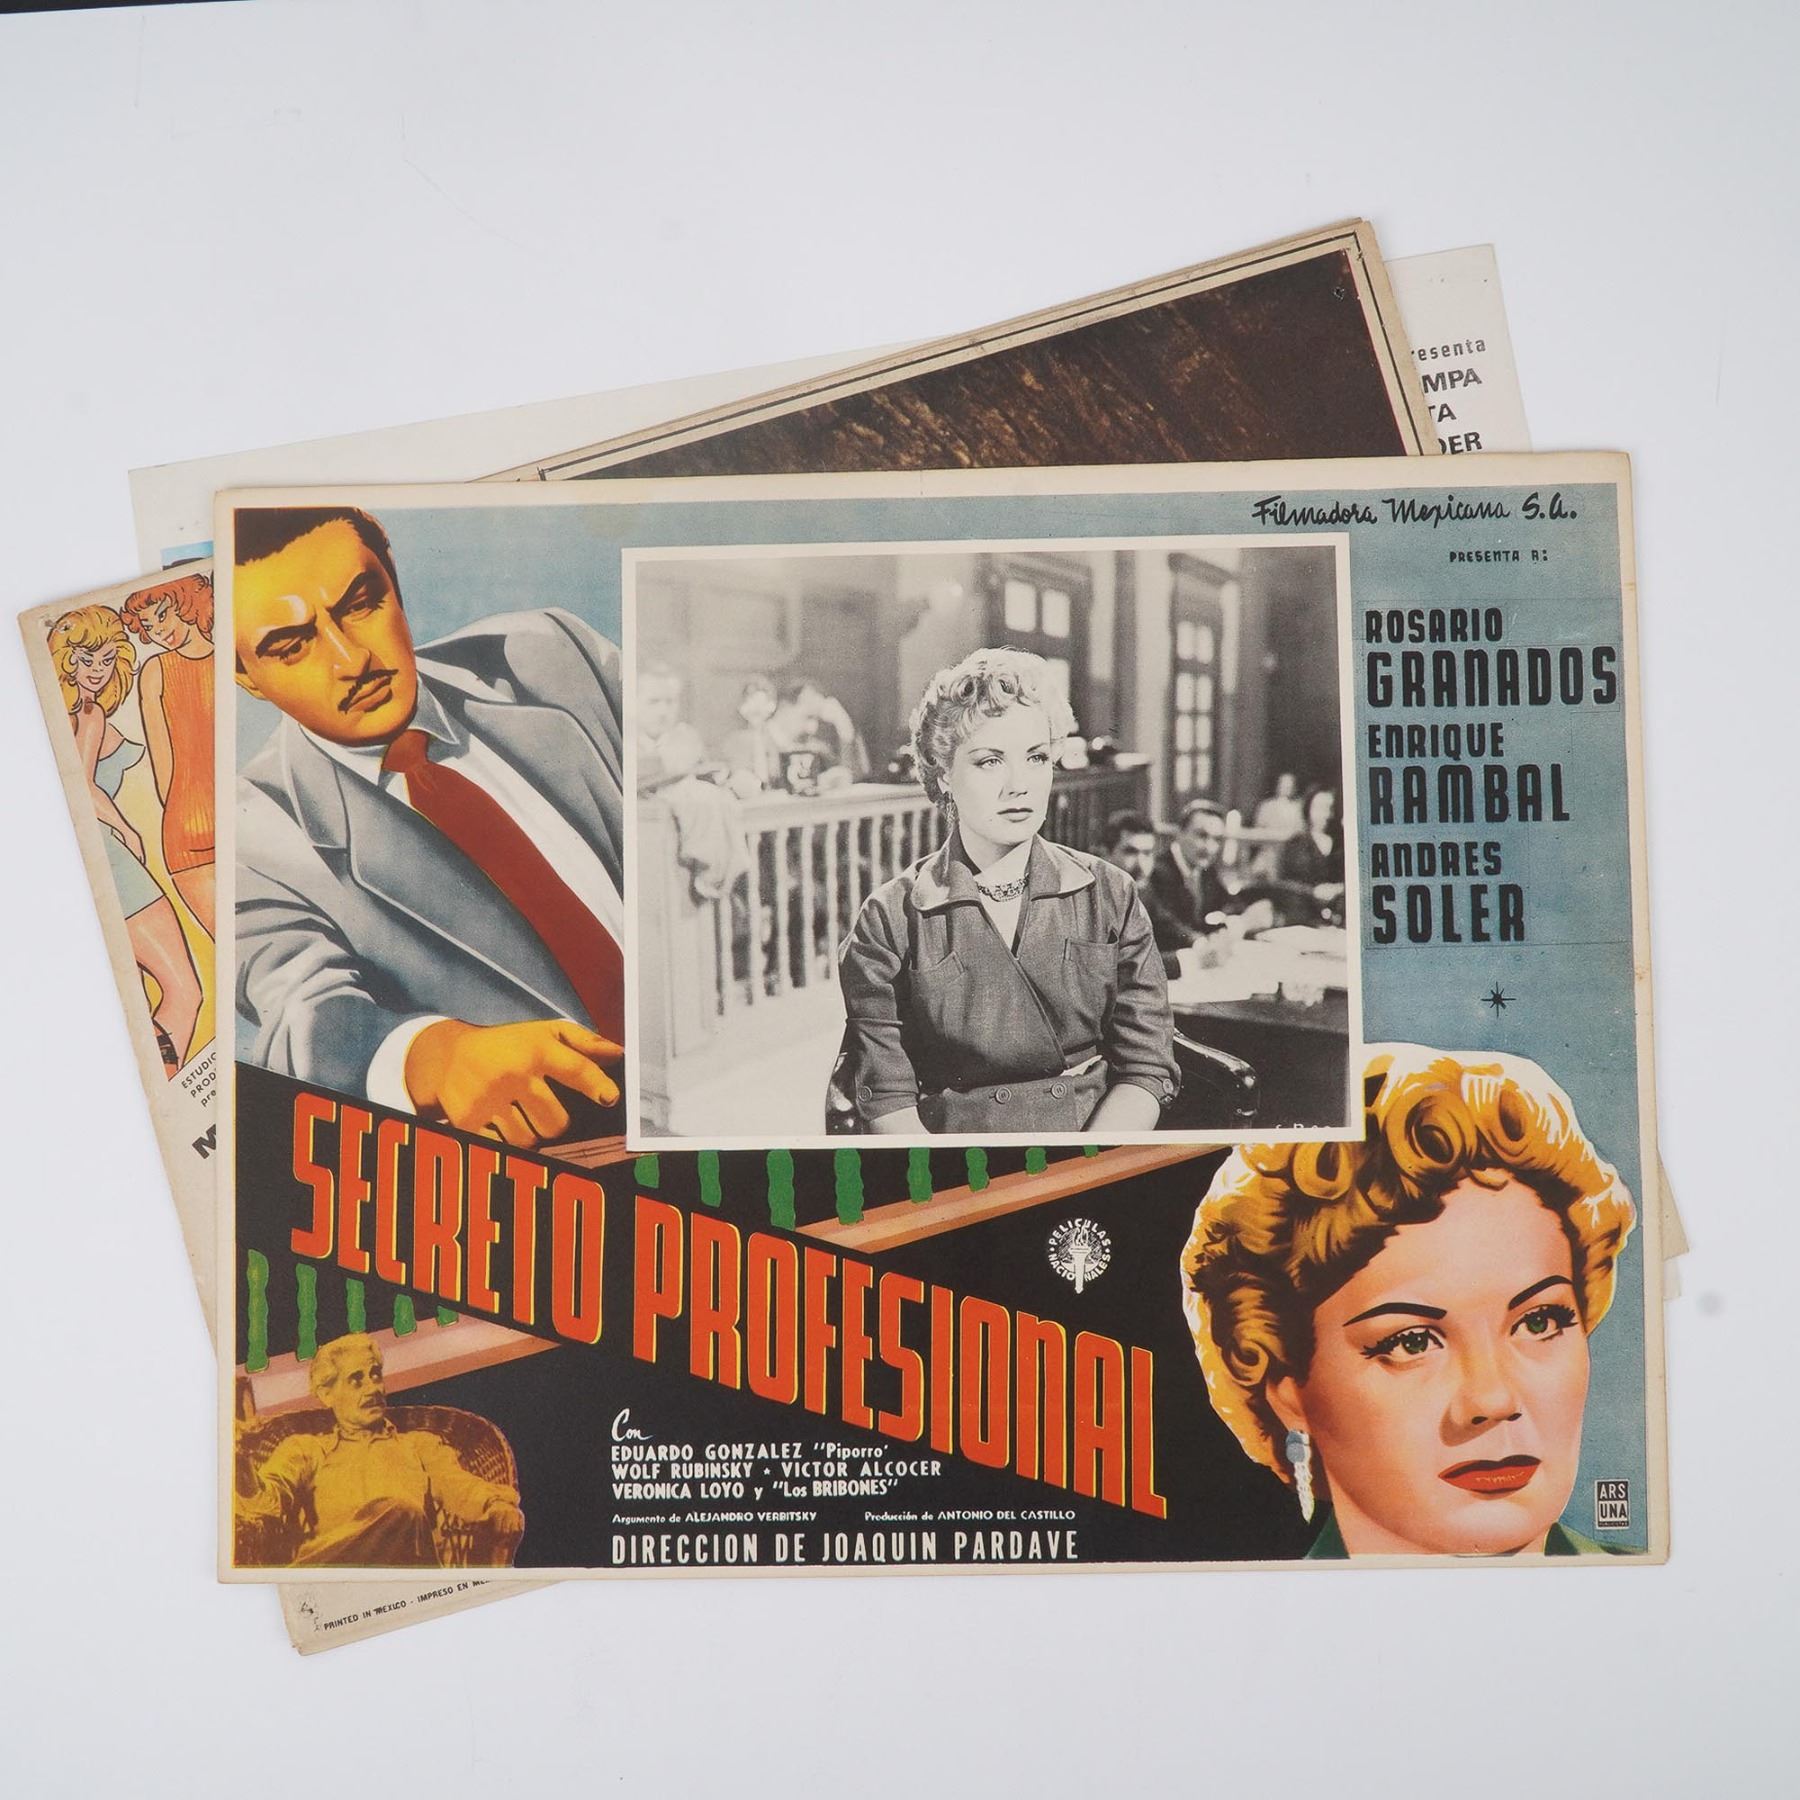 resenta
MPA
TA
DER
Filmadora Mexicana S.A.
PRESENTA A:
ROSARIO
GRANADOS
ENRIQUE
RAMBAL
ANDRES
SOLER
SECRETO PROFESIONAL
PELICULAS NACIONALES
Con
EDUARDO GONZALEZ "Piporro"
WOLF RUBINSKY * VICTOR ALCOCER
VERONICA LOYO y "Los BRIBONES"
Argumento de ALEJANDRO VERBITSKY Producción de ANTONIO DEL CASTILLO
DIRECCION DE JOAQUIN PARDAVE
ARS
UNA
ESTUDIO
PROD
pre
M
PRINTED IN MEXICO - IMPRESO EN ME